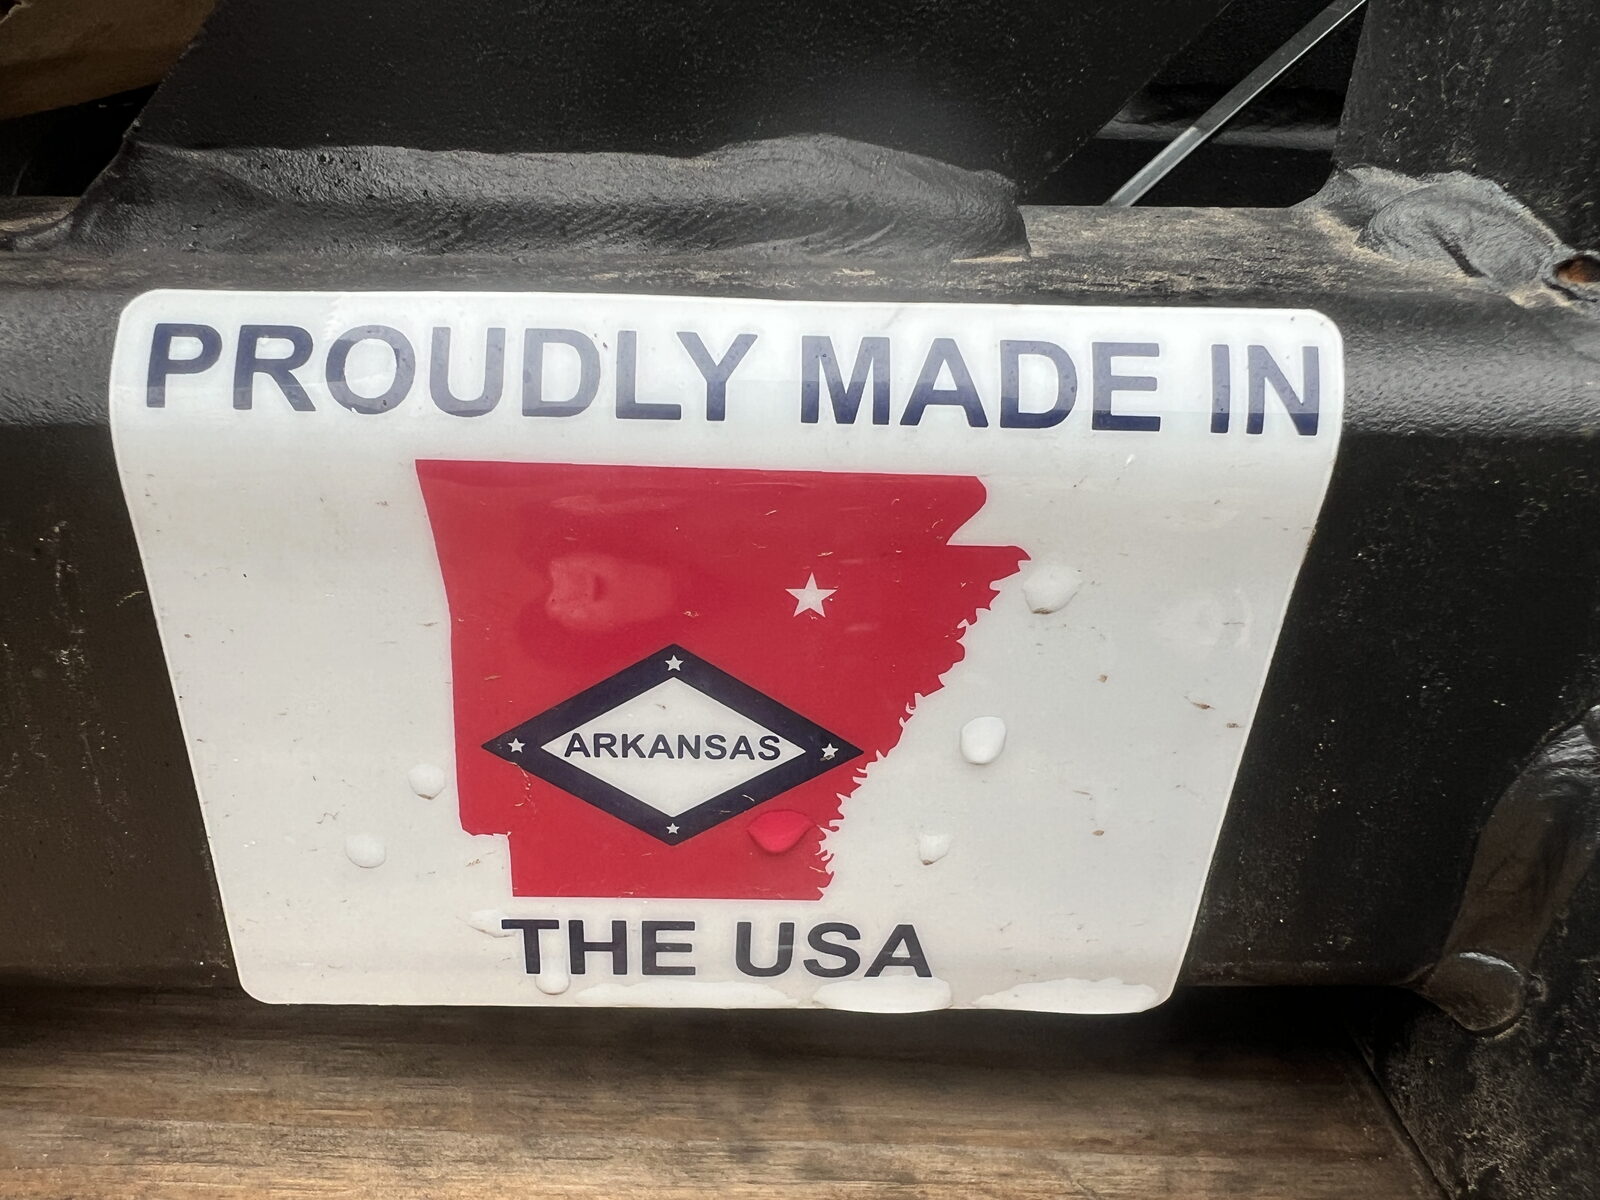 PROUDLY MADE IN
ARKANSAS
THE USA